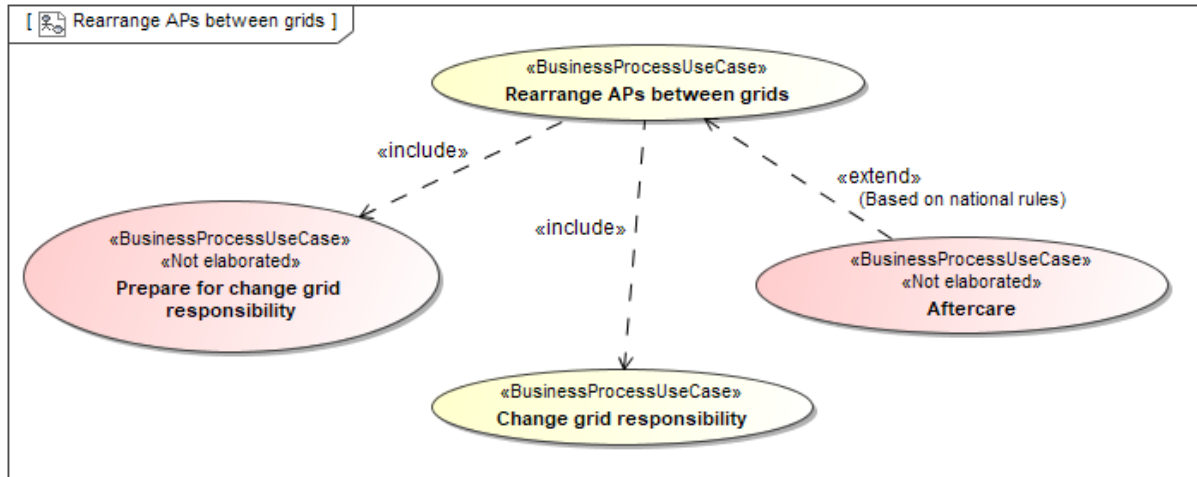 [ Rearrange APs between grids ]
«BusinessProcessUseCase»
Rearrange APs between grids
«include»
«extend»
(Based on national rules)
«include»
«BusinessProcessUseCase»
«Not elaborated»
Prepare for change grid
responsibility
«BusinessProcessUseCase»
«Not elaborated»
Aftercare
«BusinessProcessUseCase»
Change grid responsibility